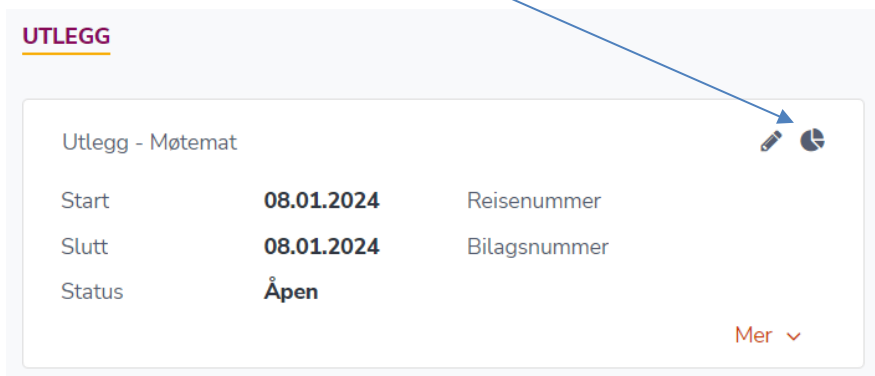 UTLEGG
Utlegg - Møtemat
Start 08.01.2024 Reisenummer
Slutt 08.01.2024 Bilagsnummer
Status Åpen
Mer